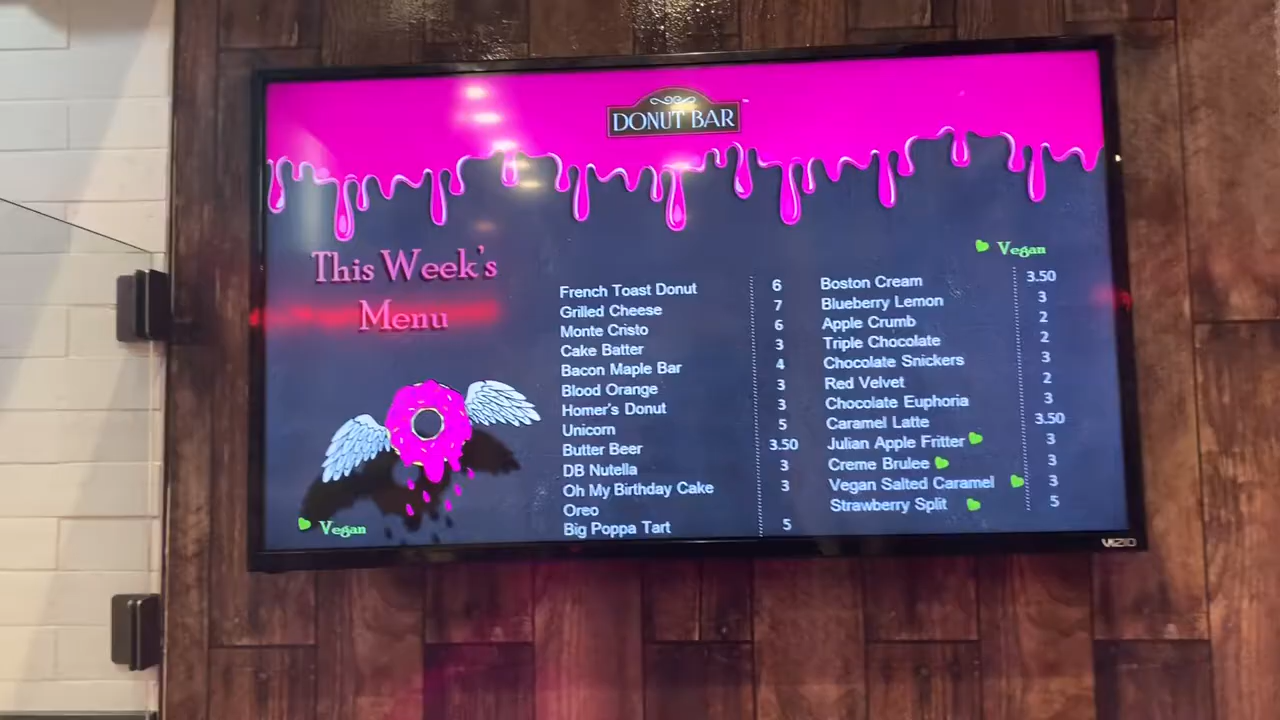 DONUT BAR
This Week's
Menu
Vegan
French Toast Donut 6
Grilled Cheese 7
Monte Cristo 6
Cake Batter 3
Bacon Maple Bar 4
Blood Orange 3
Homer's Donut 3
Unicorn 5
Butter Beer 3.50
DB Nutella 3
Oh My Birthday Cake 3
Oreo
Big Poppa Tart 5
Vegan
Boston Cream 3.50
Blueberry Lemon 3
Apple Crumb 2
Triple Chocolate 2
Chocolate Snickers 3
Red Velvet 2
Chocolate Euphoria 3
Caramel Latte 3.50
Julian Apple Fritter 3
Creme Brulee 3
Vegan Salted Caramel 3
Strawberry Split 5
VIZIO